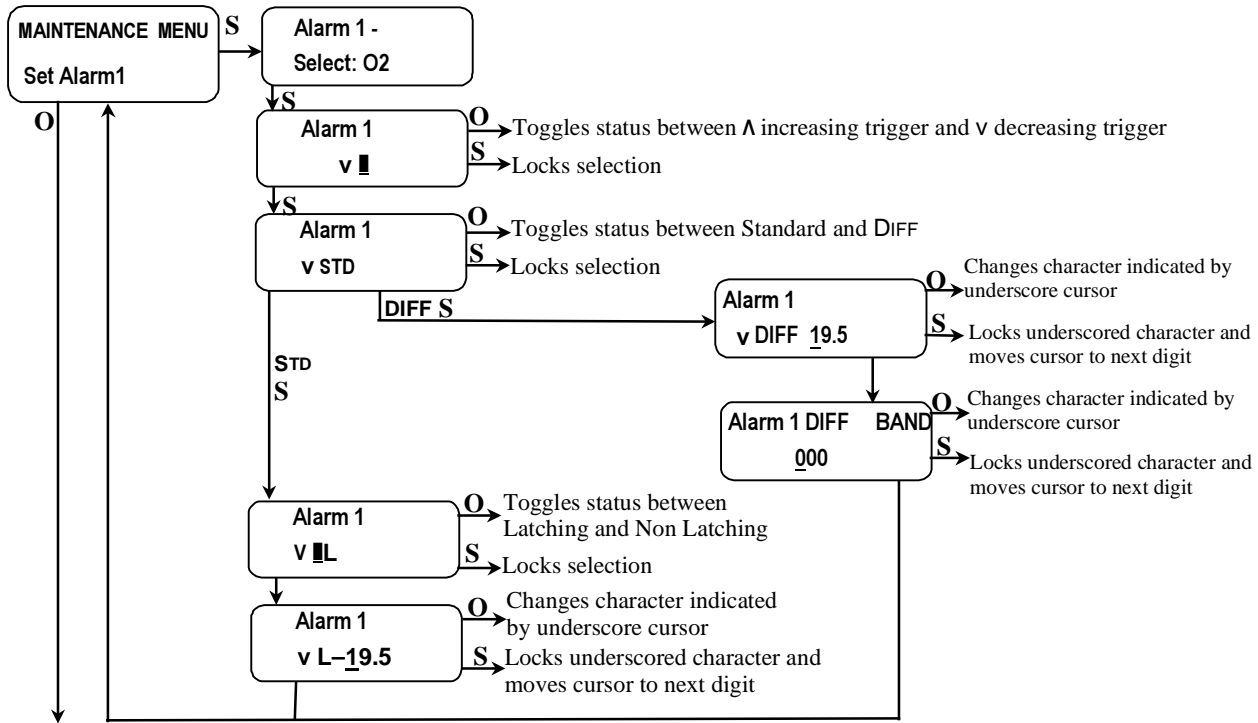 MAINTENANCE MENU
Set Alarm1
S
O
Alarm 1 -
Select: O2
S
Alarm 1
v
O
Toggles status between Λ increasing trigger and v decreasing trigger
S
Locks selection
S
Alarm 1
v STD
O
Toggles status between Standard and DIFF
S
Locks selection
DIFF S
Alarm 1
v DIFF 19.5
O
Changes character indicated by
underscore cursor
S
Locks underscored character and
moves cursor to next digit
Alarm 1 DIFF BAND
000
O
Changes character indicated by
underscore cursor
S
Locks underscored character and
moves cursor to next digit
STD
S
Alarm 1
V L
O
Toggles status between
Latching and Non Latching
S
Locks selection
Alarm 1
v L–19.5
O
Changes character indicated
by underscore cursor
S
Locks underscored character and
moves cursor to next digit